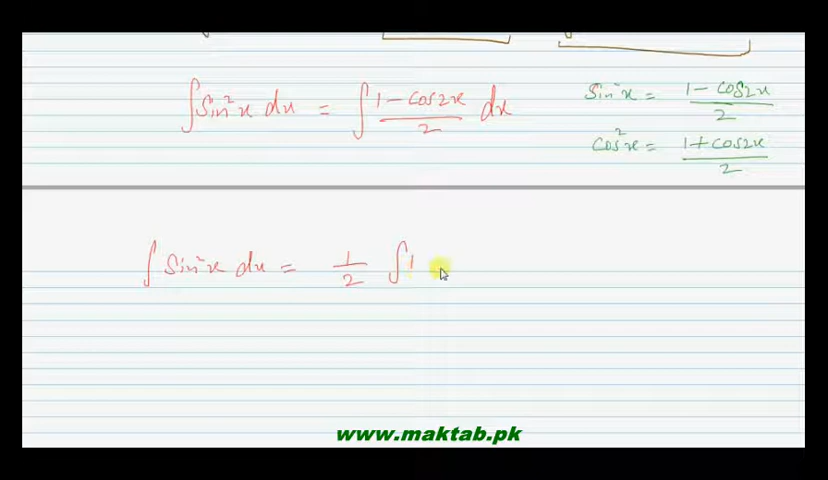 ∫Sin²x dx = ∫ (1 - cos2x)/2 dx
Sin²x = (1 - cos2x)/2
cos²x = (1 + cos2x)/2
∫ Sin²x dx = 1/2 ∫ 1
www.maktab.pk